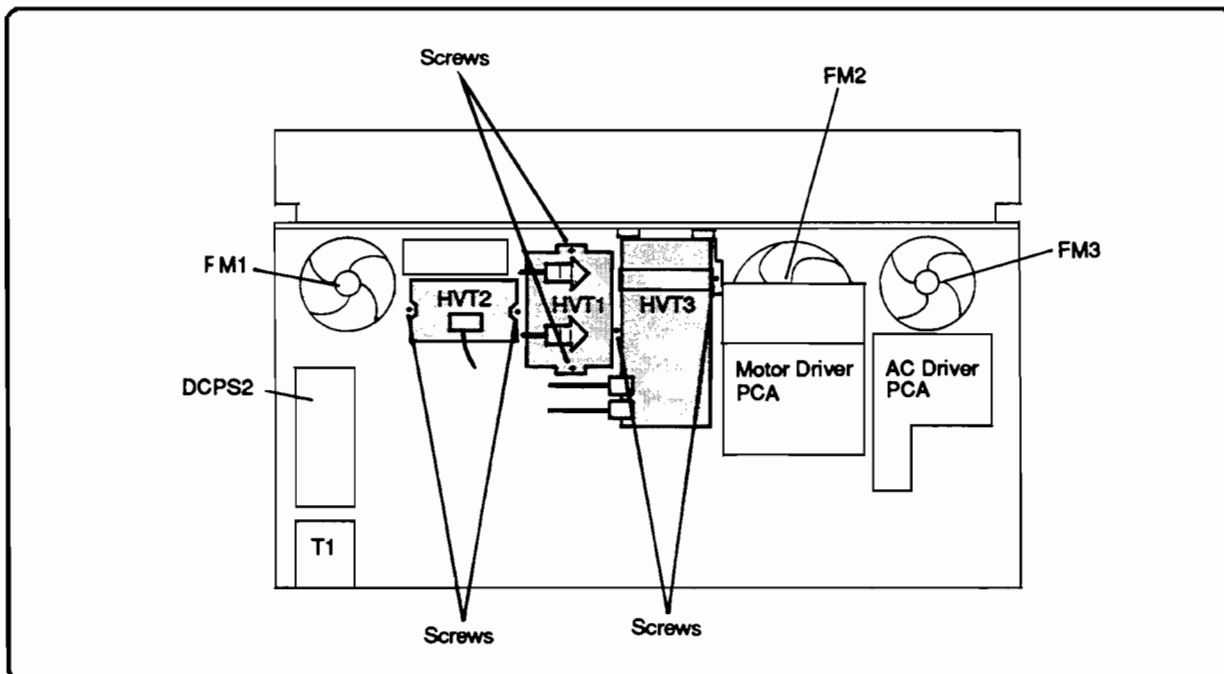 Screws
FM2
FM1
FM3
HVT2
HVT1
HVT3
DCPS2
Motor Driver
PCA
AC Driver
PCA
T1
Screws
Screws